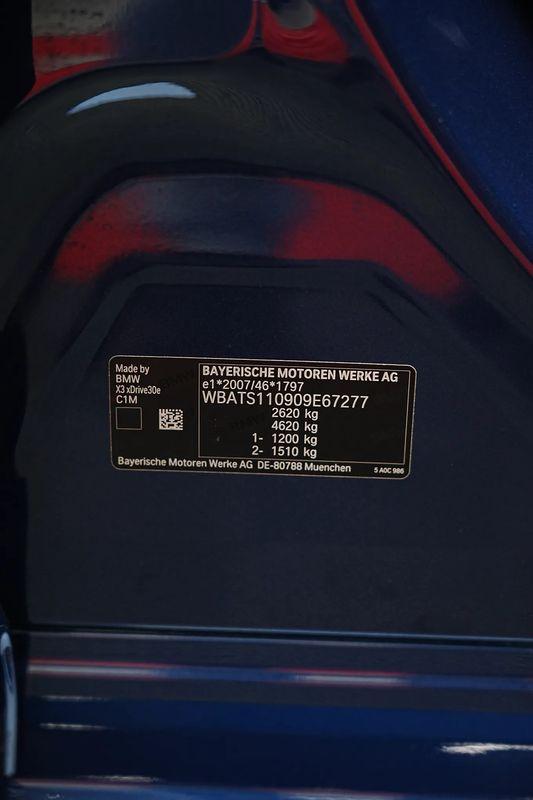 Made by
BMW
X3 xDrive30e
C1M
BAYERISCHE MOTOREN WERKE AG
e1*2007/46*1797
WBATS110909E67277
2620 kg
4620 kg
1- 1200 kg
2- 1510 kg
Bayerische Motoren Werke AG DE-80788 Muenchen
5 A0C 986